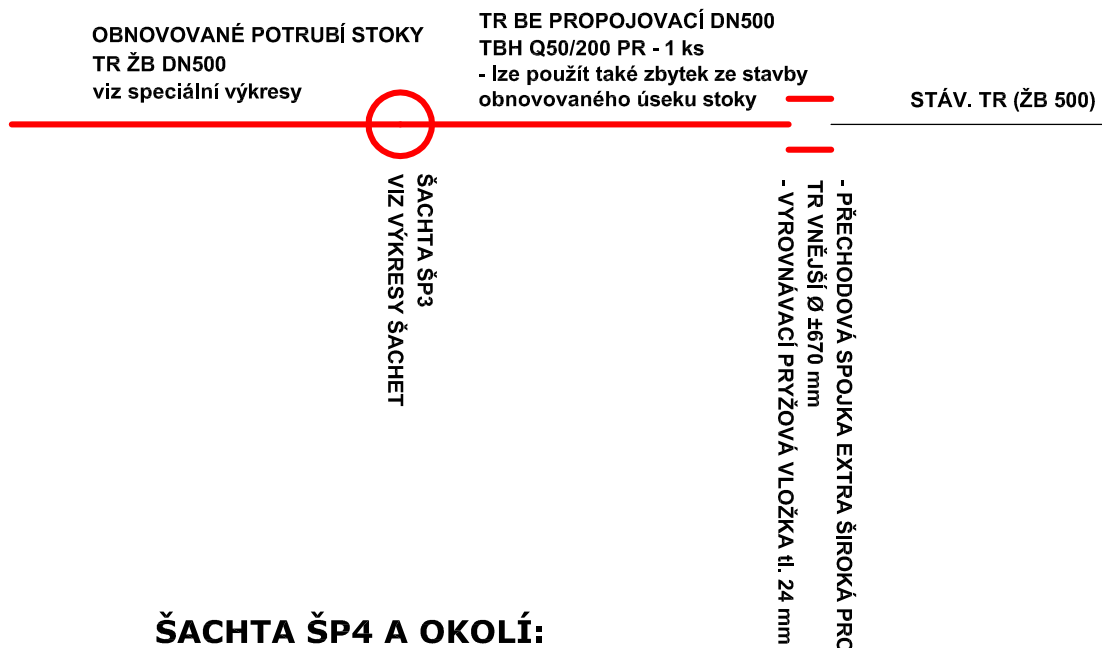 OBNOVOVANÉ POTRUBÍ STOKY
TR ŽB DN500
viz speciální výkresy
TR BE PROPOJOVACÍ DN500
TBH Q50/200 PR - 1 ks
- lze použít také zbytek ze stavby
obnovovaného úseku stoky
STÁV. TR (ŽB 500)
ŠACHTA ŠP3
VIZ VÝKRESY ŠACHET
- PŘECHODOVÁ SPOJKA EXTRA ŠIROKÁ PRO
TR VNĚJŠÍ Ø ±670 mm
- VYROVNÁVACÍ PRYŽOVÁ VLOŽKA tl. 24 mm
ŠACHTA ŠP4 A OKOLÍ: